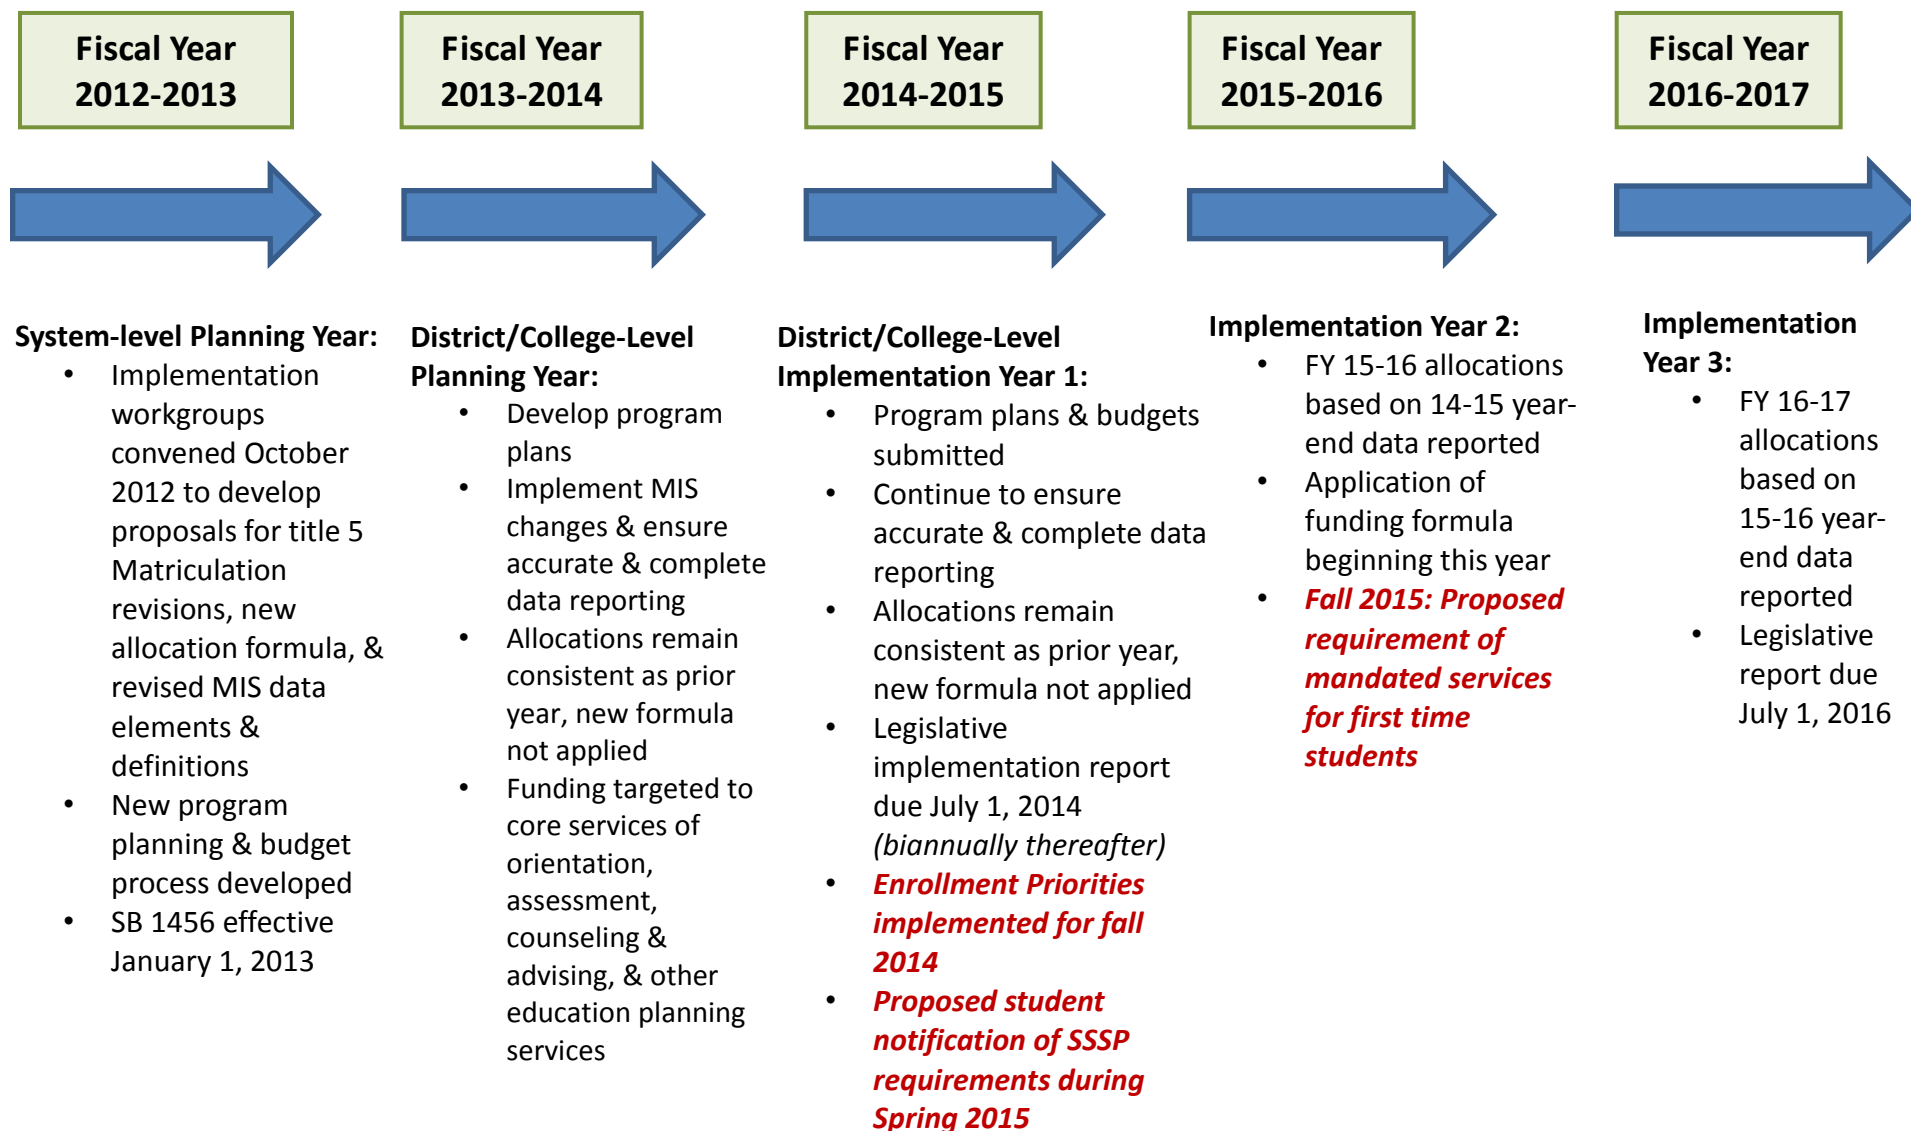 Fiscal Year
2012-2013
Fiscal Year
2013-2014
Fiscal Year
2014-2015
Fiscal Year
2015-2016
Fiscal Year
2016-2017
System-level Planning Year:
• Implementation
workgroups
convened October
2012 to develop
proposals for title 5
Matriculation
revisions, new
allocation formula, &
revised MIS data
elements &
definitions
• New program
planning & budget
process developed
• SB 1456 effective
January 1, 2013
District/College-Level
Planning Year:
• Develop program
plans
• Implement MIS
changes & ensure
accurate & complete
data reporting
• Allocations remain
consistent as prior
year, new formula
not applied
• Funding targeted to
core services of
orientation,
assessment,
counseling &
advising, & other
education planning
services
District/College-Level
Implementation Year 1:
• Program plans & budgets
submitted
• Continue to ensure
accurate & complete data
reporting
• Allocations remain
consistent as prior year,
new formula not applied
• Legislative
implementation report
due July 1, 2014
(biannually thereafter)
• Enrollment Priorities
implemented for fall
2014
• Proposed student
notification of SSSP
requirements during
Spring 2015
Implementation Year 2:
• FY 15-16 allocations
based on 14-15 year-
end data reported
• Application of
funding formula
beginning this year
• Fall 2015: Proposed
requirement of
mandated services
for first time
students
Implementation
Year 3:
• FY 16-17
allocations
based on
15-16 year-
end data
reported
• Legislative
report due
July 1, 2016